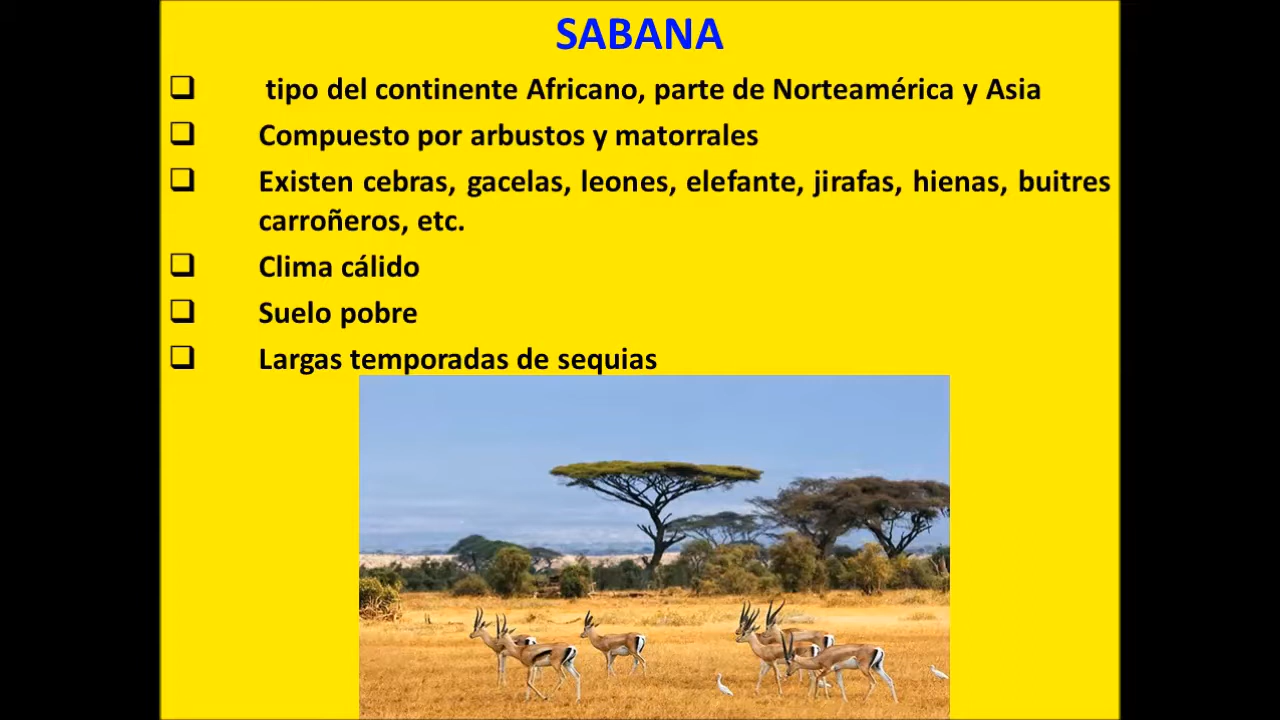 SABANA
tipo del continente Africano, parte de Norteamérica y Asia
Compuesto por arbustos y matorrales
Existen cebras, gacelas, leones, elefante, jirafas, hienas, buitres
carroñeros, etc.
Clima cálido
Suelo pobre
Largas temporadas de sequias